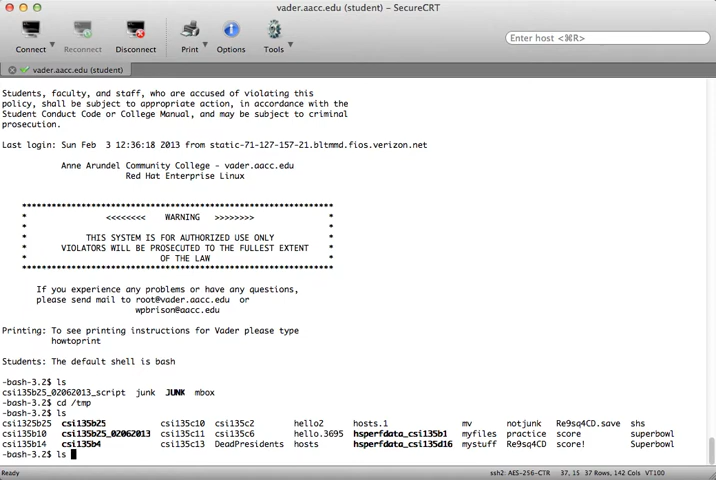 vader.aacc.edu (student) - SecureCRT
Connect Reconnect Disconnect Print Options Tools Enter host <⌘R>
vader.aacc.edu (student)
Students, faculty, and staff, who are accused of violating this
policy, shall be subject to appropriate action, in accordance with the
Student Conduct Code or College Manual, and may be subject to criminal
prosecution.
Last login: Sun Feb  3 12:36:18 2013 from static-71-127-157-21.bltmmd.fios.verizon.net
Anne Arundel Community College - vader.aacc.edu
Red Hat Enterprise Linux
************************************************************
* <<<<<<<< WARNING >>>>>>>> *
* *
* THIS SYSTEM IS FOR AUTHORIZED USE ONLY *
* VIOLATORS WILL BE PROSECUTED TO THE FULLEST EXTENT *
* OF THE LAW *
************************************************************
If you experience any problems or have any questions,
please send mail to root@vader.aacc.edu or
wpbrison@aacc.edu
Printing: To see printing instructions for Vader please type
howtoprint
Students: The default shell is bash
-bash-3.2$ ls
csi135b25_02062013_script junk JUNK mbox
-bash-3.2$ cd /tmp
-bash-3.2$ ls
csi1325b25 csi135b25 csi135c10 csi135c2 hello2 hosts.1 mv notjunk Re9sq4CD.save shs
csi135b10 csi135b25_02062013 csi135c11 csi135c6 hello.3695 hsperfdata_csi135b1 myfiles practice score superbowl
csi135b14 csi135b4 csi135c13 DeadPresidents hosts hsperfdata_csi135d16 mystuff Re9sq4CD score! Superbowl
-bash-3.2$ ls
Ready ssh2: AES-256-CTR 37, 15 37 Rows, 142 Cols VT100